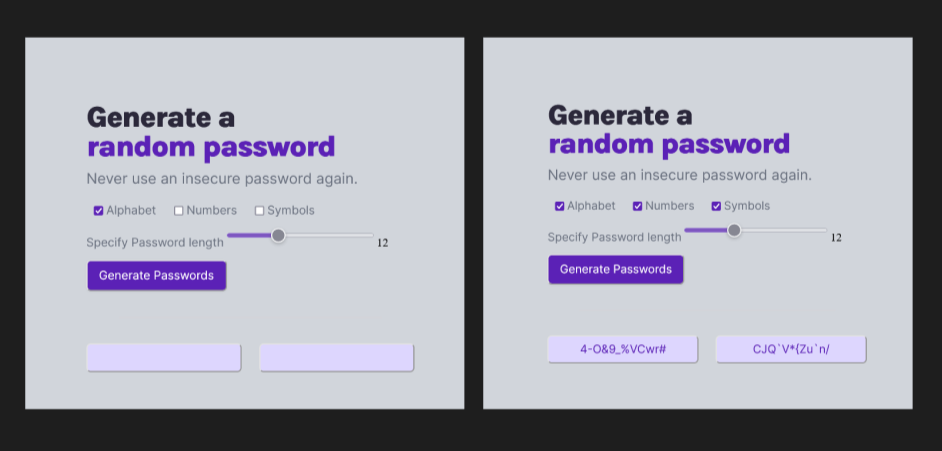 Generate a
random password
Never use an insecure password again.
Alphabet Numbers Symbols
Specify Password length 12
Generate Passwords
Generate a
random password
Never use an insecure password again.
Alphabet Numbers Symbols
Specify Password length 12
Generate Passwords
4-O&9_%VCwr# CJQ`V*{Zu`n/